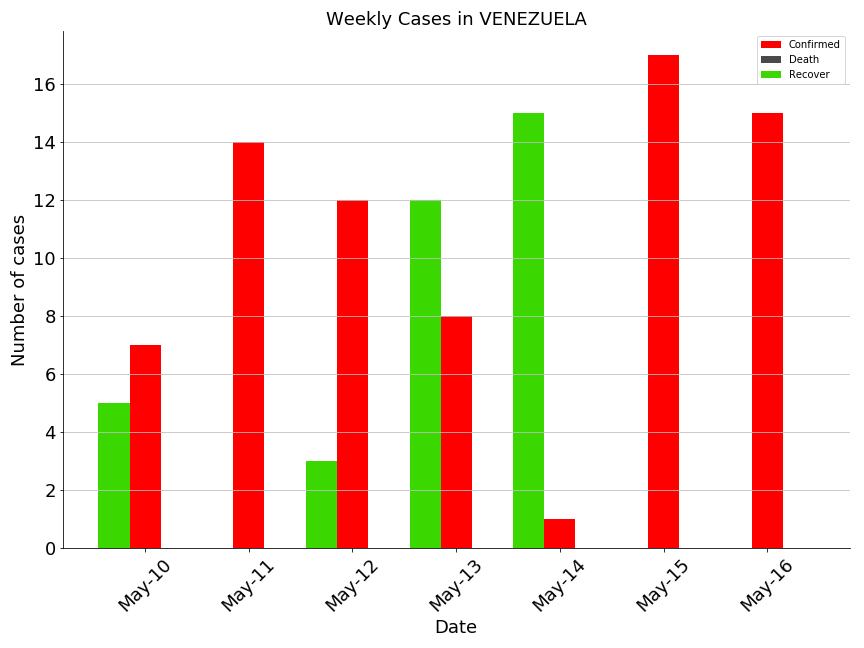 Weekly Cases in VENEZUELA
Confirmed
Death
Recover
Number of cases
16
14
12
10
8
6
4
2
0
May-10
May-11
May-12
May-13
May-14
May-15
May-16
Date